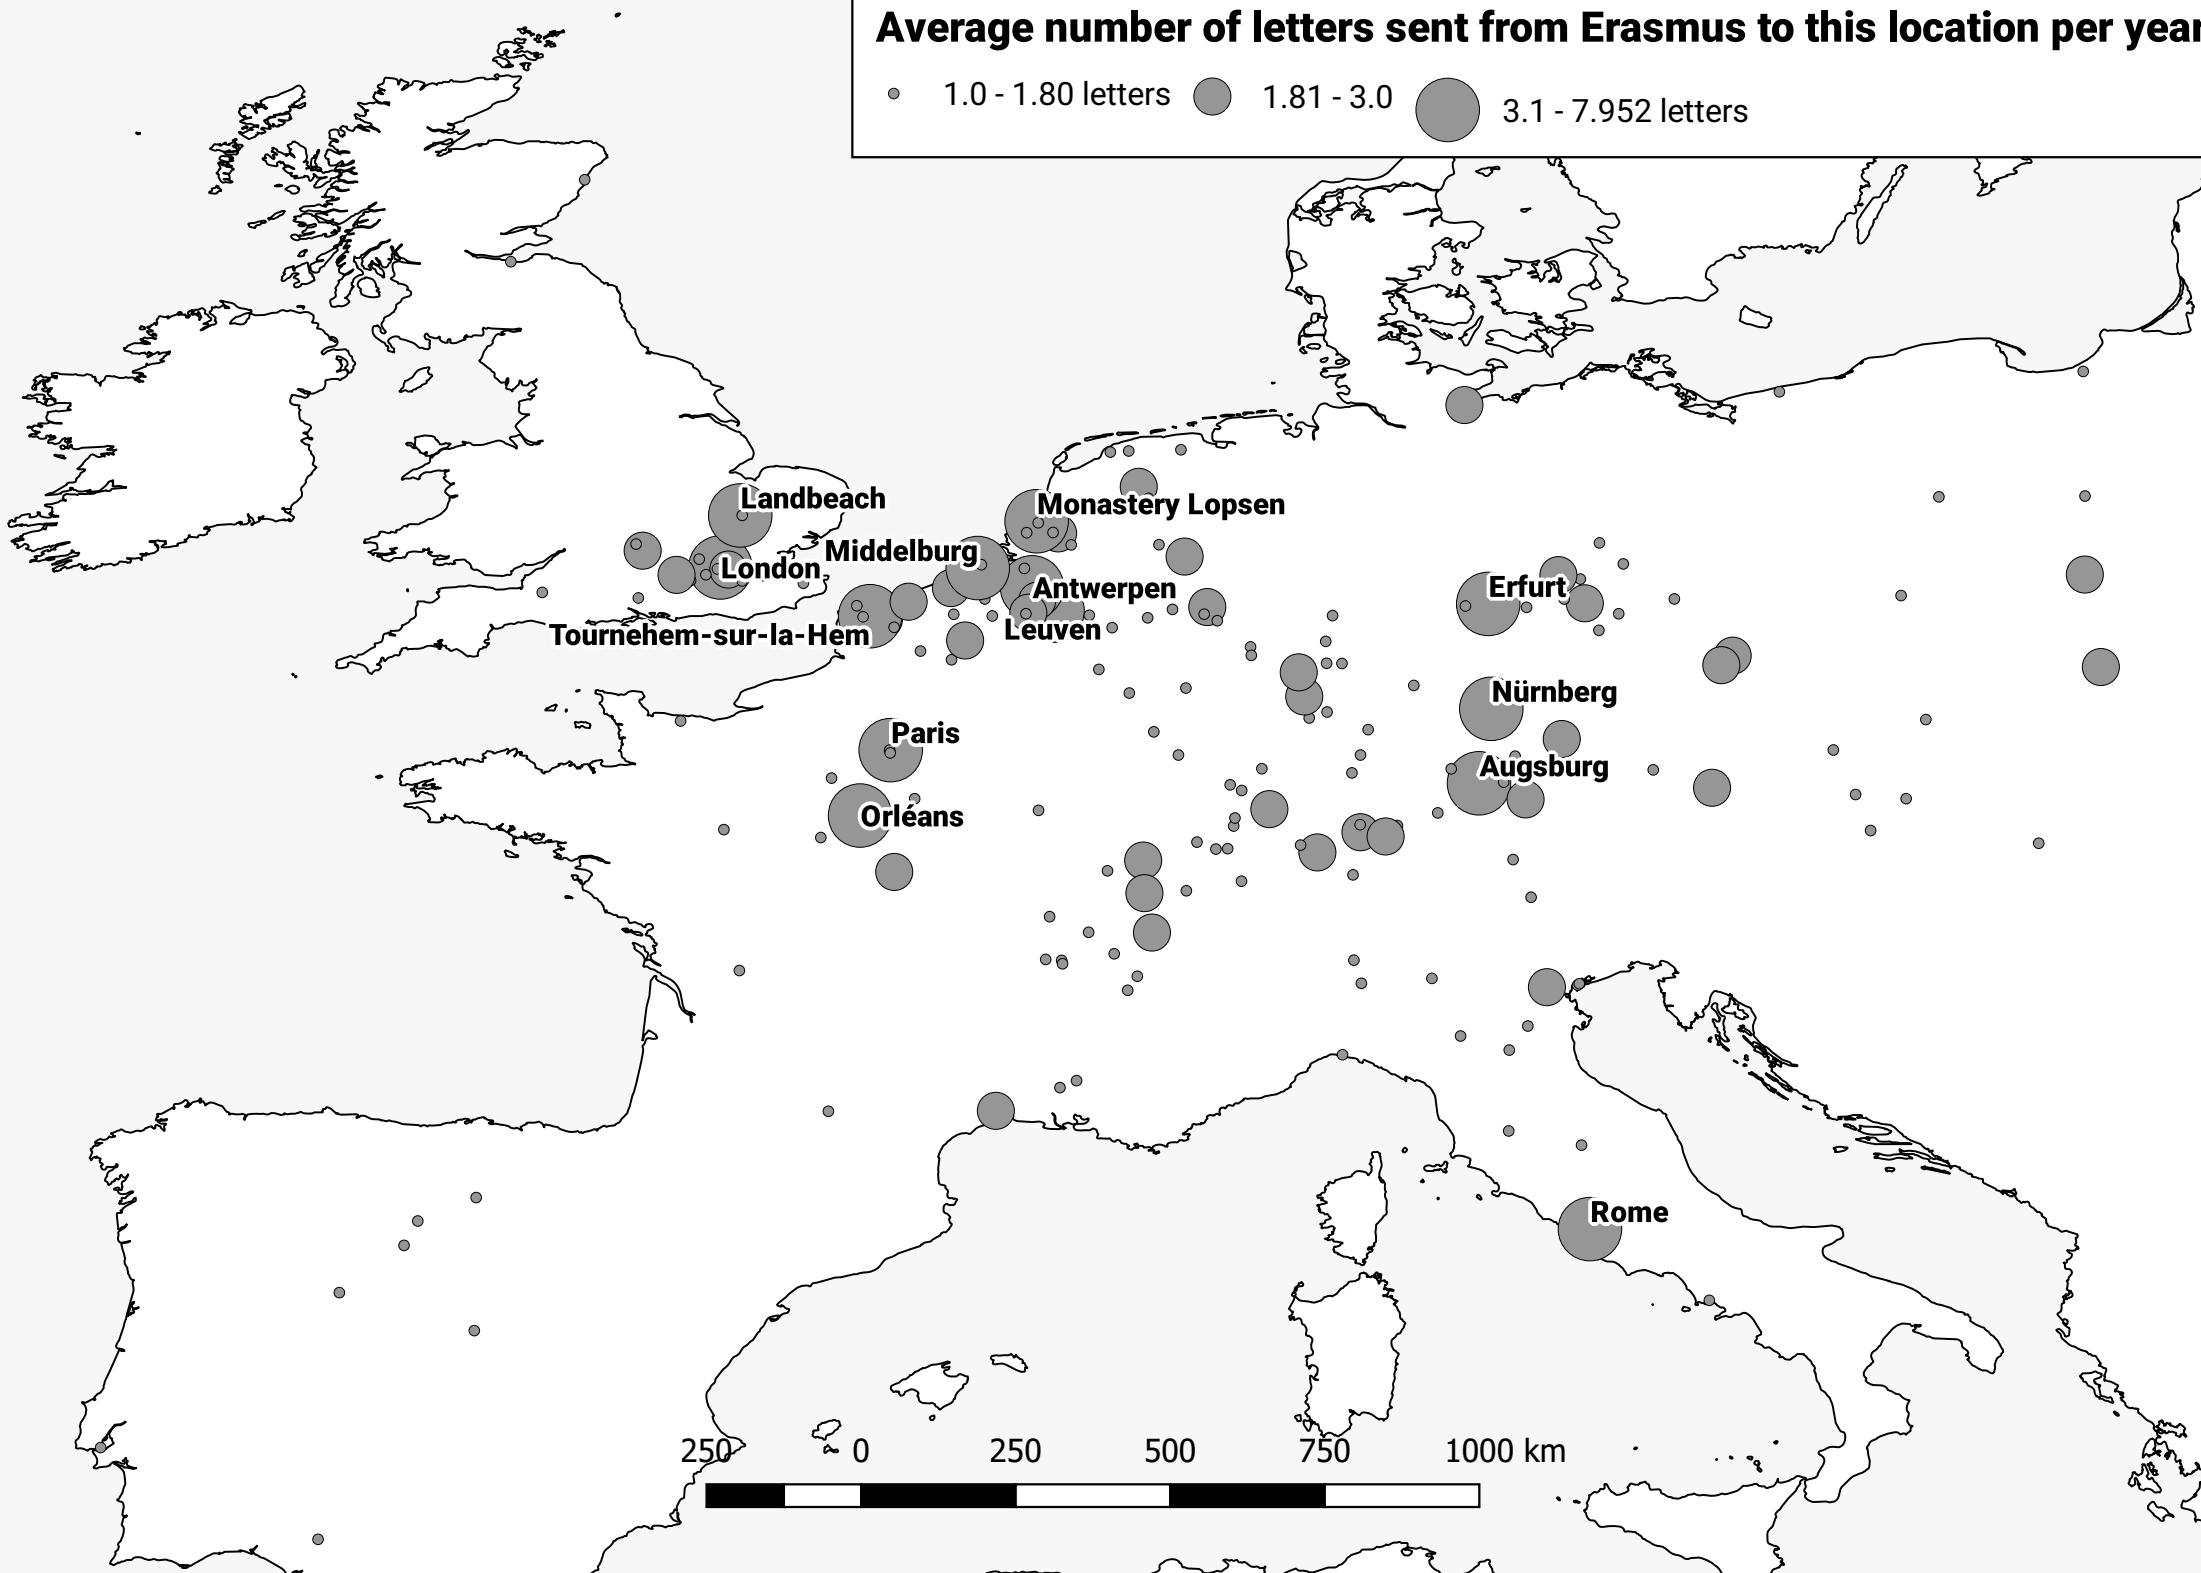 Average number of letters sent from Erasmus to this location per year
1.0 - 1.80 letters
1.81 - 3.0
3.1 - 7.952 letters
Landbeach
Monastery Lopsen
Middelburg
London
Antwerpen
Erfurt
Tournehem-sur-la-Hem
Leuven
Nürnberg
Paris
Augsburg
Orléans
Rome
250 0 250 500 750 1000 km